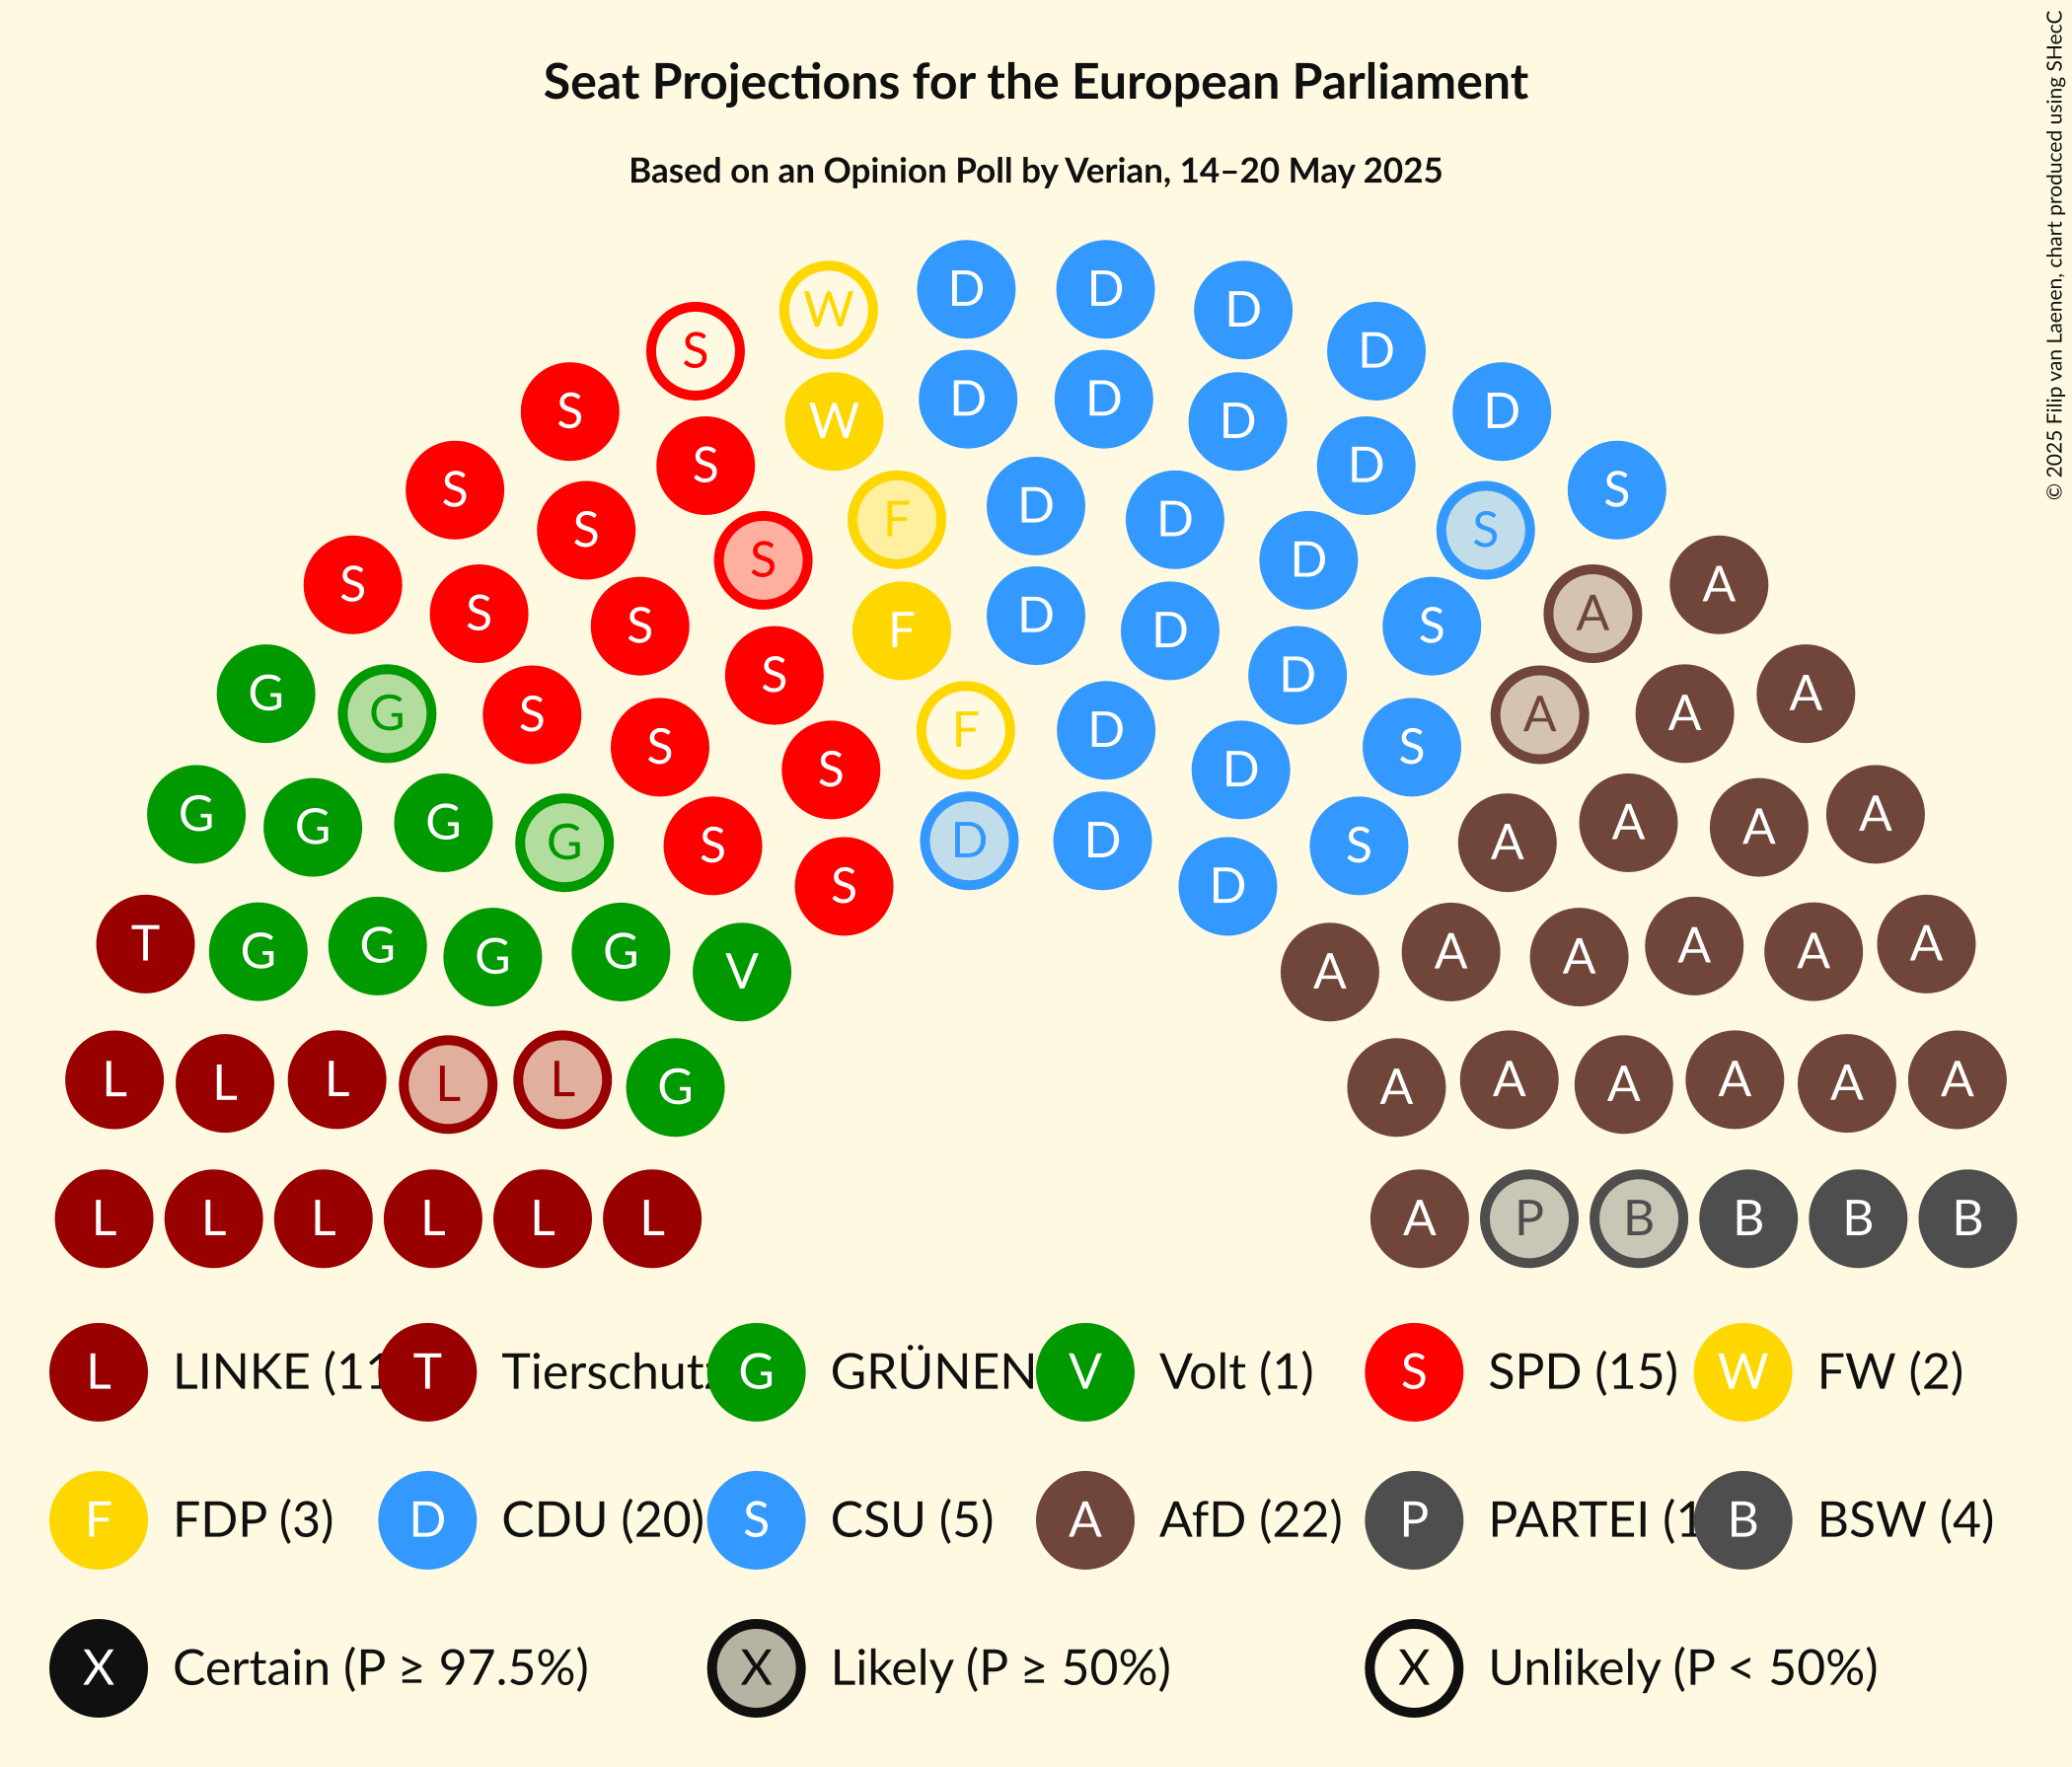 Seat Projections for the European Parliament
Based on an Opinion Poll by Verian, 14–20 May 2025
© 2025 Filip van Laenen, chart produced using SHecC
D D
W D
S D
D D
S W D D
S D
S D
S S
D D
F D
S S
S D
S A
S S
D D
F D
S A
G A
G S A A
S D
F D
S S
S D
G A
G G A A
G D D A
G S S A
S D
T A
G G G G A A A A
V A
L L L L L A A A A A
G A
L L L L L L A P B B B B
L LINKE (11 T Tierschutz G GRÜNEN V Volt (1) S SPD (15) W FW (2)
F FDP (3) D CDU (20) S CSU (5) A AfD (22) P PARTEI (1 B BSW (4)
X Certain (P ≥ 97.5%) X Likely (P ≥ 50%) X Unlikely (P < 50%)